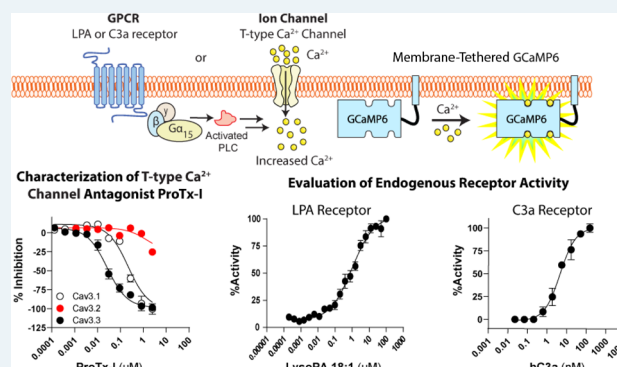 GPCR
LPA or C3a receptor
or
Ion Channel
T-type Ca²⁺ Channel
Ca²⁺
Membrane-Tethered GCaMP6
γ
β
Gα15
Activated
PLC
Increased Ca²⁺
GCaMP6
Ca²⁺
GCaMP6
Characterization of T-type Ca²⁺
Channel Antagonist ProTx-I
% Inhibition
0
-25
-50
-75
-100
-125
Cav3.1
Cav3.2
Cav3.3
0.0001
0.001
0.01
0.1
1
10
100
ProTx-I (μM)
Evaluation of Endogenous Receptor Activity
LPA Receptor
%Activity
100
75
50
25
0
0.00001
0.0001
0.001
0.01
0.1
1
10
100
1000
LysoPA 18:1 (μM)
C3a Receptor
%Activity
100
75
50
25
0
0.001
0.01
0.1
1
10
100
1000
hC3a (nM)